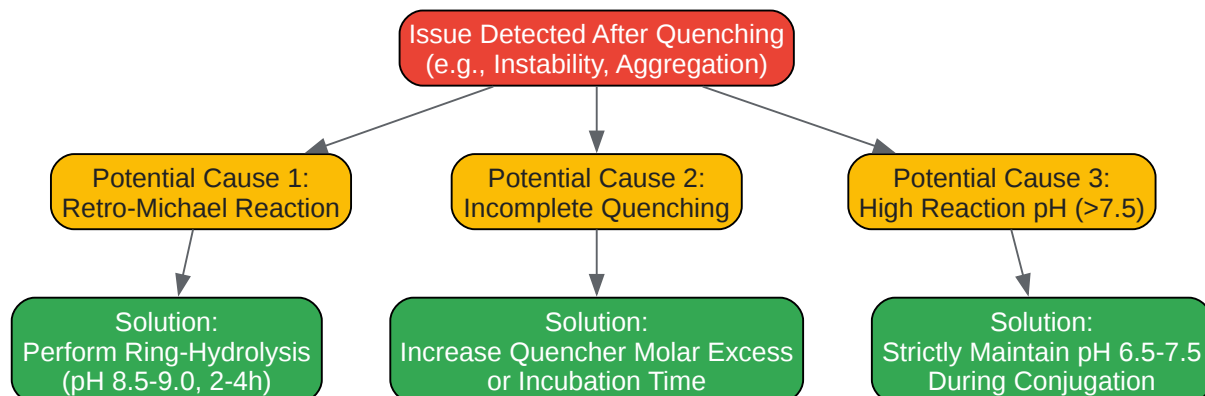 Issue Detected After Quenching
(e.g., Instability, Aggregation)
Potential Cause 1:
Retro-Michael Reaction
Potential Cause 2:
Incomplete Quenching
Potential Cause 3:
High Reaction pH (>7.5)
Solution:
Perform Ring-Hydrolysis
(pH 8.5-9.0, 2-4h)
Solution:
Increase Quencher Molar Excess
or Incubation Time
Solution:
Strictly Maintain pH 6.5-7.5
During Conjugation